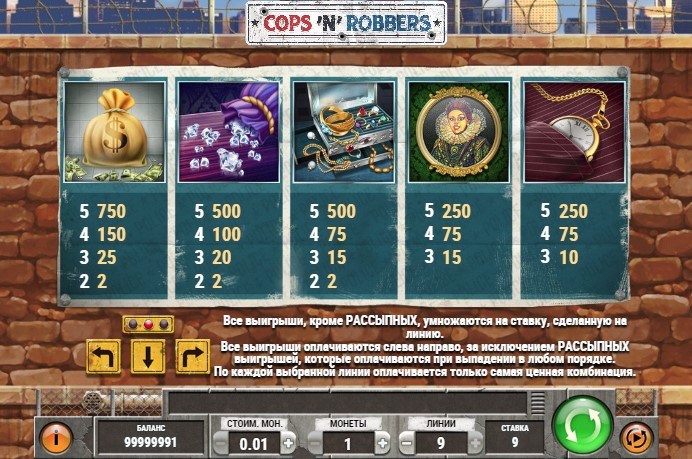 COPS 'N' ROBBERS
5 750
4 150
3 25
2 2
5 500
4 100
3 20
2 2
5 500
4 75
3 15
2 2
5 250
4 75
3 15
5 250
4 75
3 10
Все выигрыши, кроме РАССЫПНЫХ, умножаются на ставку, сделанную на
линию.
Все выигрыши оплачиваются слева направо, за исключением РАССЫПНЫХ
выигрышей, которые оплачиваются при выпадении в любом порядке.
По каждой выбранной линии оплачивается только самая ценная комбинация.
БАЛАНС
99999991
СТОИМ. МОН.
− 0.01 +
МОНЕТЫ
− 1 +
ЛИНИИ
− 9 +
СТАВКА
9